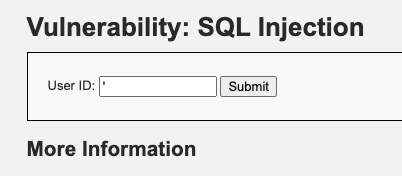 Vulnerability: SQL Injection
User ID: ' Submit
More Information